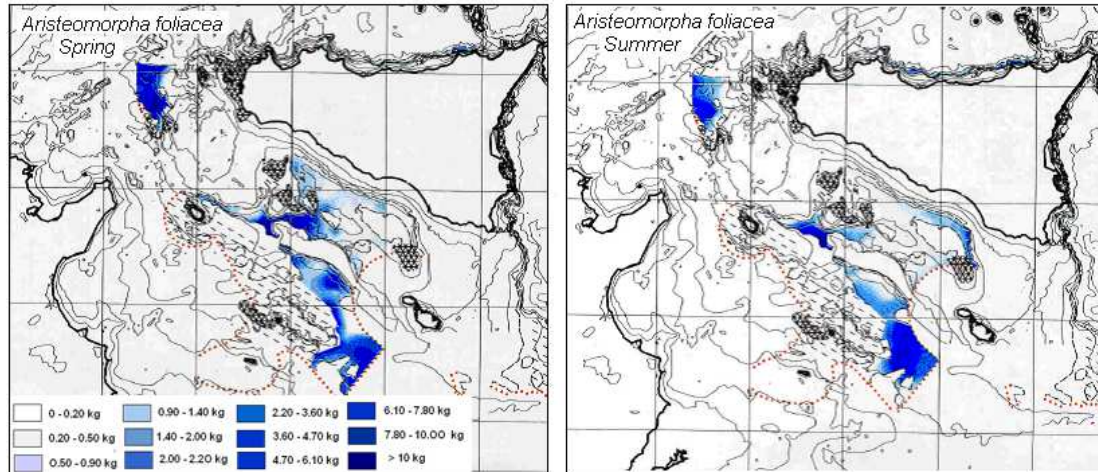 Aristeomorpha foliacea
Spring
Aristeomorpha foliacea
Summer
0 - 0.20 kg
0.90 - 1.40 kg
2.20 - 3.60 kg
6.10 - 7.80 kg
0.20 - 0.50 kg
1.40 - 2.00 kg
3.60 - 4.70 kg
7.80 - 10.OO kg
O.50 - 0.90 kg
2.00 - 2.2O kg
4.70 - 6.10 kg
> 10 kg